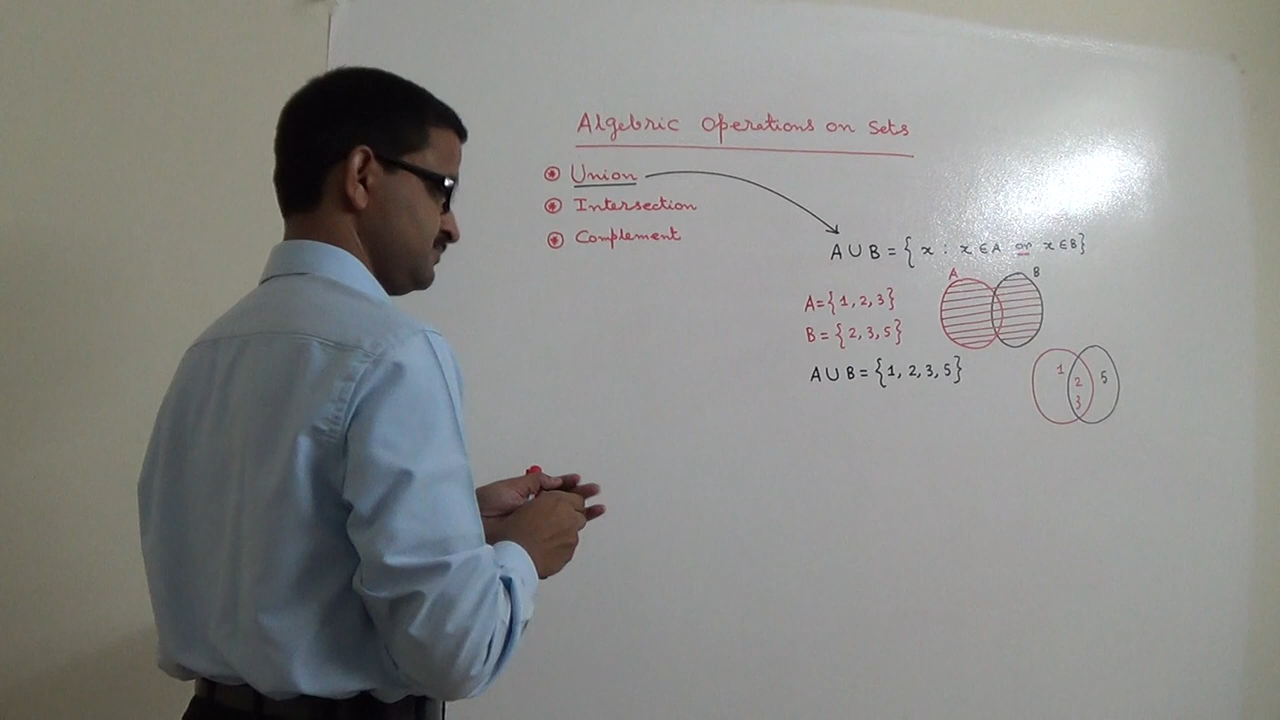 Algebric Operations on Sets
Union
Intersection
Complement
A ∪ B = { x : x ∈ A or x ∈ B }
A B
A = { 1, 2, 3 }
B = { 2, 3, 5 }
A ∪ B = { 1, 2, 3, 5 }
1 2 5
3